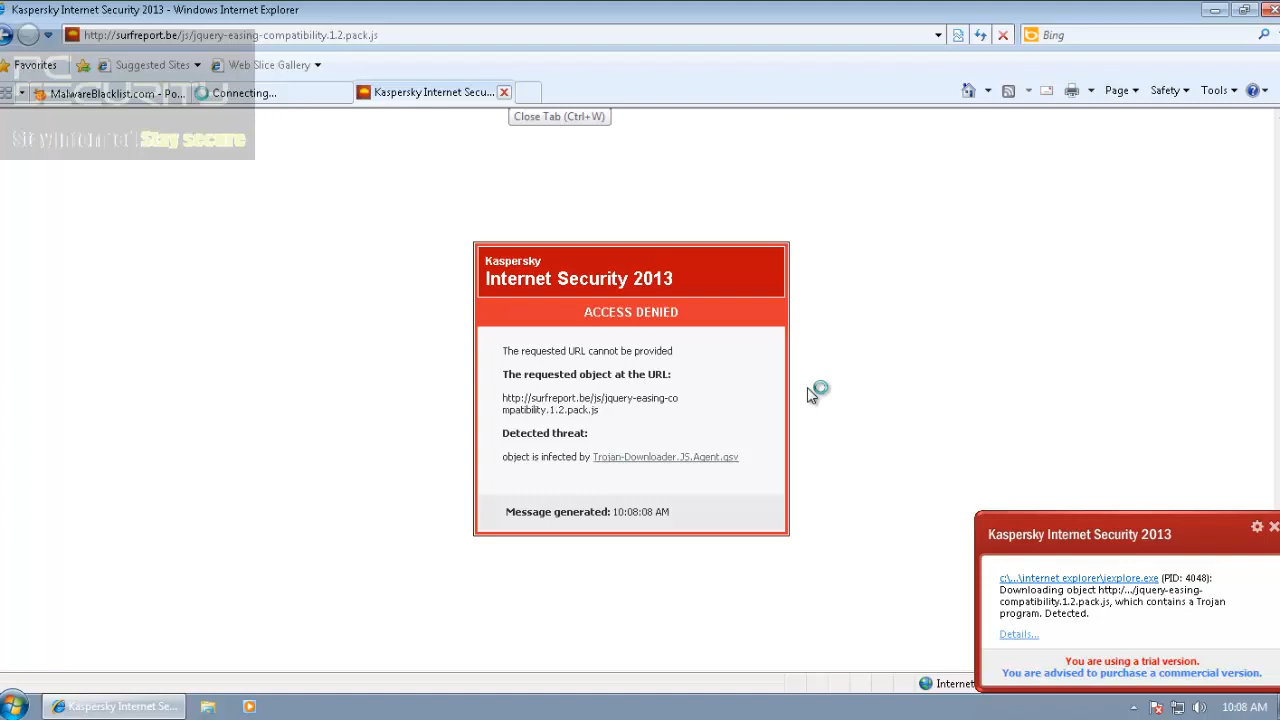 Kaspersky Internet Security 2013 - Windows Internet Explorer
http://surfreport.be/js/jquery-easing-compatibility.1.2.pack.js
Bing
Favorites
Suggested Sites
Web Slice Gallery
MalwareBlacklist.com - Po...
Connecting...
Kaspersky Internet Secu...
Page
Safety
Tools
PC
Security
Stay informed Stay secure
Close Tab (Ctrl+W)
Kaspersky
Internet Security 2013
ACCESS DENIED
The requested URL cannot be provided
The requested object at the URL:
http://surfreport.be/js/jquery-easing-co
mpatibility.1.2.pack.js
Detected threat:
object is infected by Trojan-Downloader.JS.Agent.gsv
Message generated: 10:08:08 AM
Kaspersky Internet Security 2013
c:\...\internet explorer\iexplore.exe (PID: 4048):
Downloading object http:/.../jquery-easing-
compatibility.1.2.pack.js, which contains a Trojan
program. Detected.
Details...
You are using a trial version.
You are advised to purchase a commercial version.
Internet
Kaspersky Internet Se...
10:08 AM